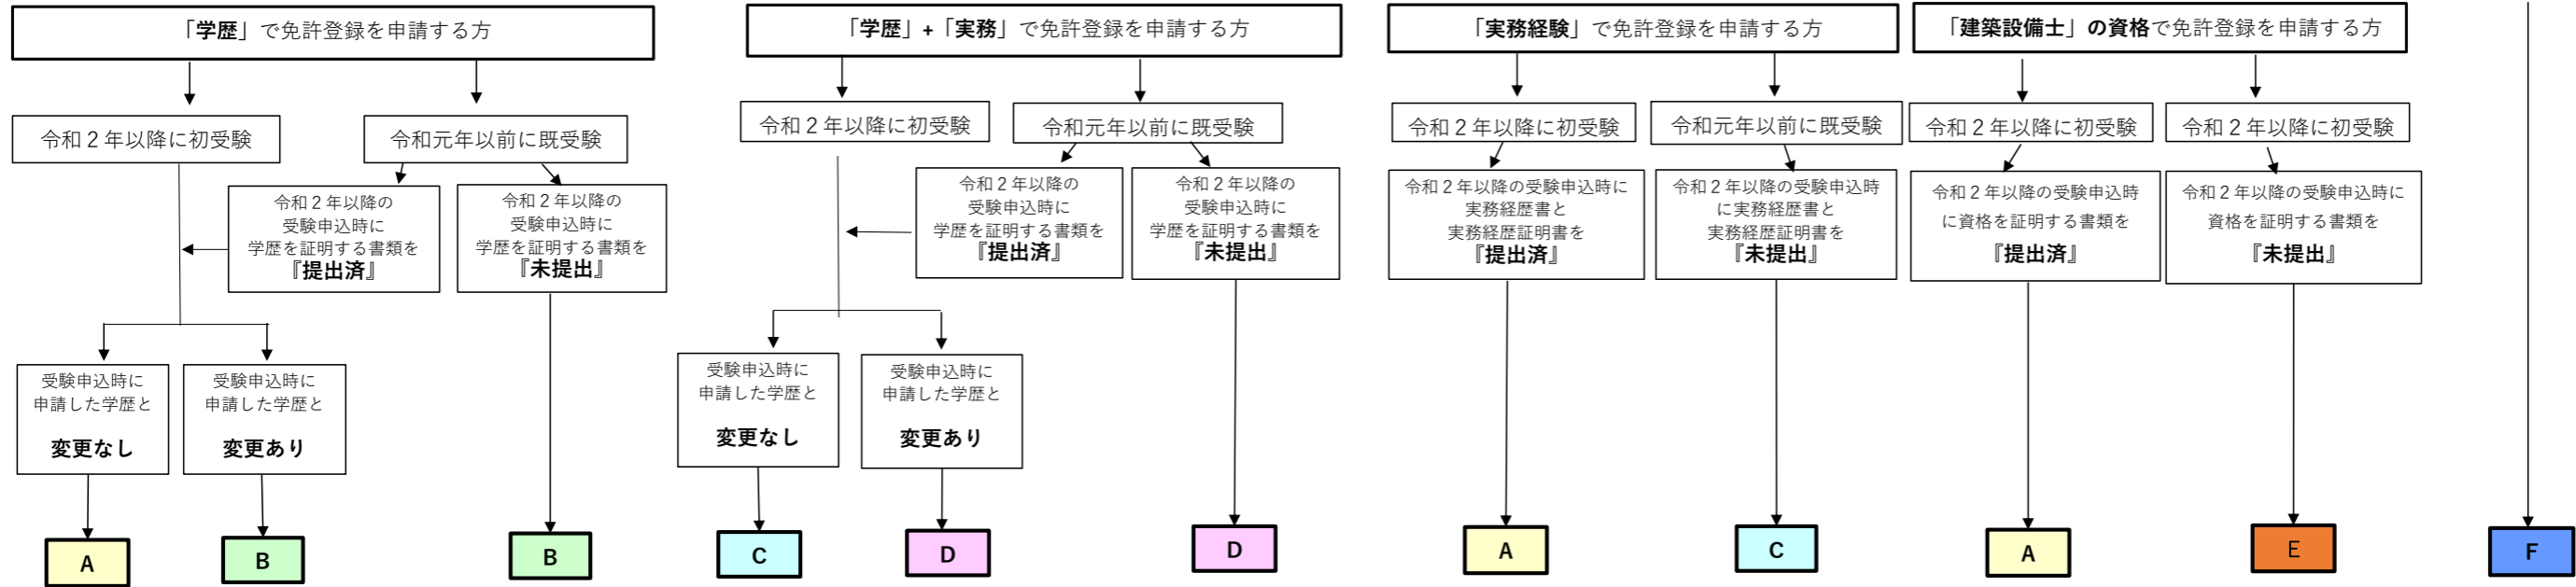 「学歴」で免許登録を申請する方
令和２年以降に初受験
令和元年以前に既受験
令和２年以降の
受験申込時に
学歴を証明する書類を
『提出済』
令和２年以降の
受験申込時に
学歴を証明する書類を
『未提出』
受験申込時に
申請した学歴と
変更なし
受験申込時に
申請した学歴と
変更あり
A
B
B
「学歴」+「実務」で免許登録を申請する方
令和２年以降に初受験
令和元年以前に既受験
令和２年以降の
受験申込時に
学歴を証明する書類を
『提出済』
令和２年以降の
受験申込時に
学歴を証明する書類を
『未提出』
受験申込時に
申請した学歴と
変更なし
受験申込時に
申請した学歴と
変更あり
C
D
D
「実務経験」で免許登録を申請する方
令和２年以降に初受験
令和元年以前に既受験
令和２年以降の受験申込時に
実務経歴書と
実務経歴証明書を
『提出済』
令和２年以降の受験申込時
に実務経歴書と
実務経歴証明書を
『未提出』
A
C
「建築設備士」の資格で免許登録を申請する方
令和２年以降に初受験
令和２年以降に初受験
令和２年以降の受験申込時
に資格を証明する書類を
『提出済』
令和２年以降の受験申込時に
資格を証明する書類を
『未提出』
A
E
F